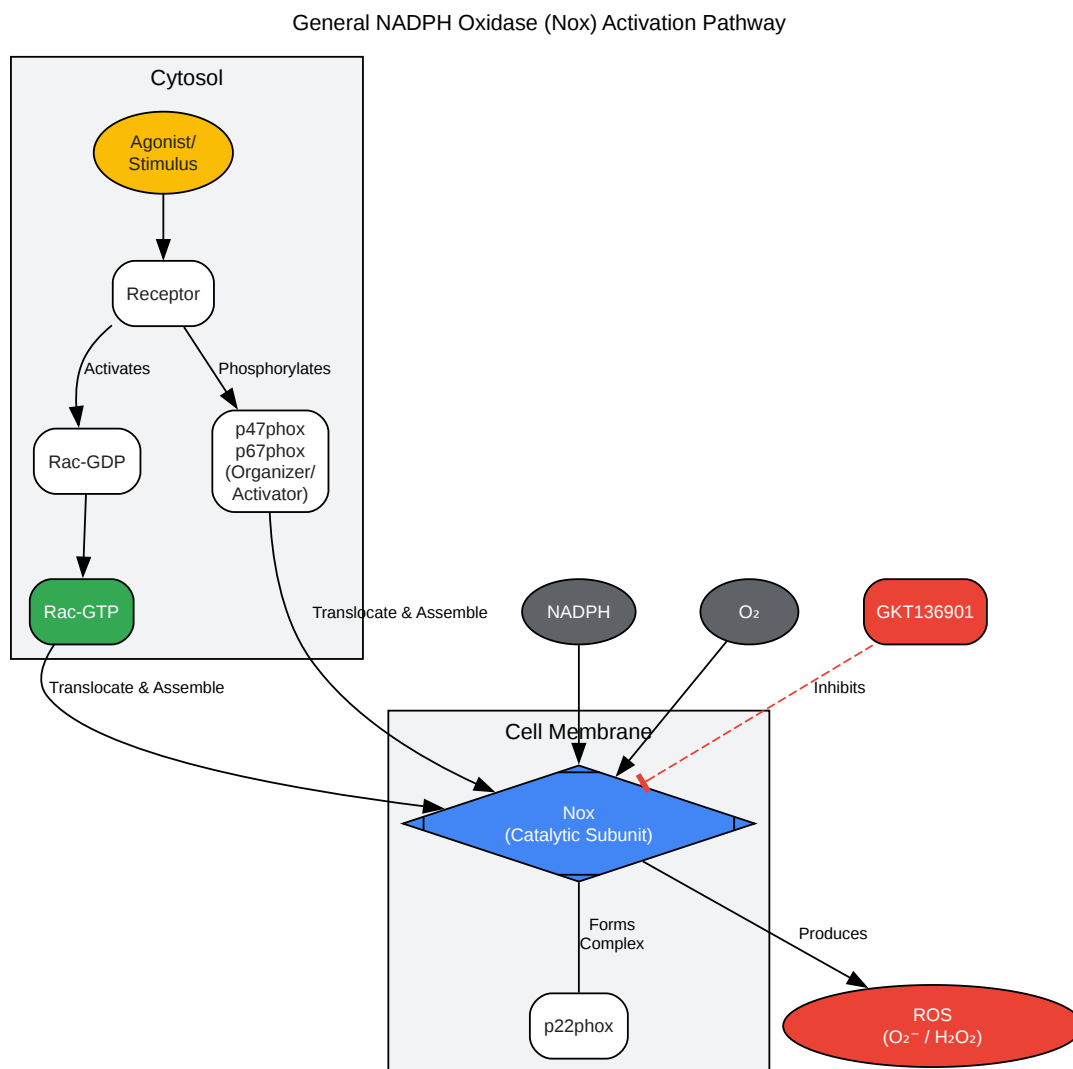 General NADPH Oxidase (Nox) Activation Pathway
Cytosol
Agonist/
Stimulus
Receptor
Activates
Phosphorylates
p47phox
p67phox
(Organizer/
Activator)
Rac-GDP
Rac-GTP
NADPH
O₂
GKT136901
Translocate & Assemble
Translocate & Assemble
Inhibits
Cell Membrane
Nox
(Catalytic Subunit)
Forms
Complex
Produces
p22phox
ROS
(O₂⁻ / H₂O₂)